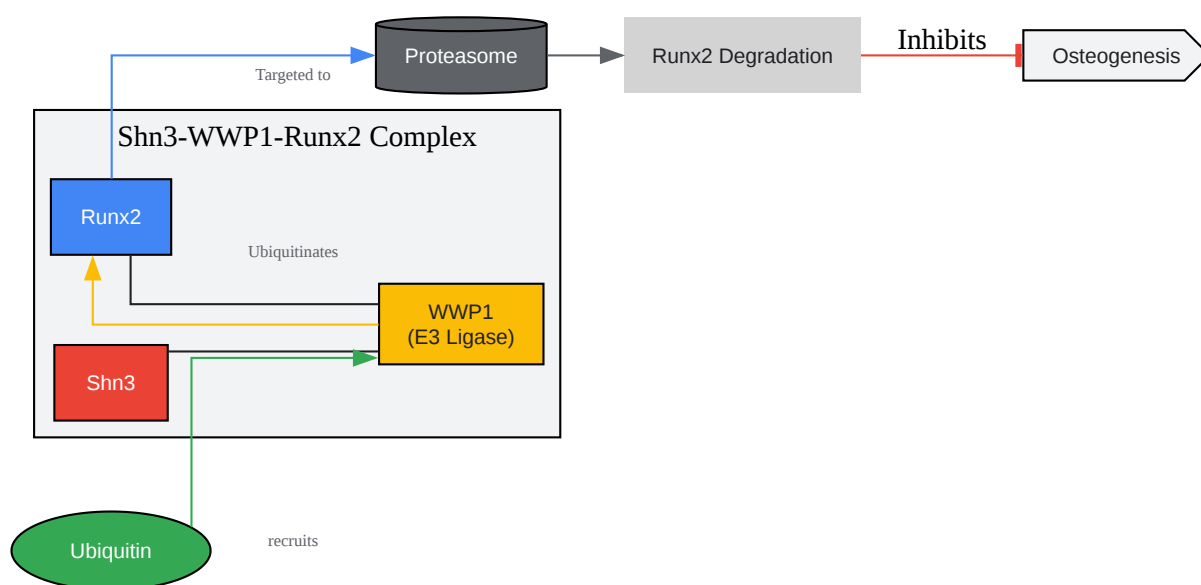 Proteasome
Runx2 Degradation
Inhibits
Osteogenesis
Targeted to
Shn3-WWP1-Runx2 Complex
Runx2
Ubiquitinates
WWP1
(E3 Ligase)
Shn3
Ubiquitin
recruits